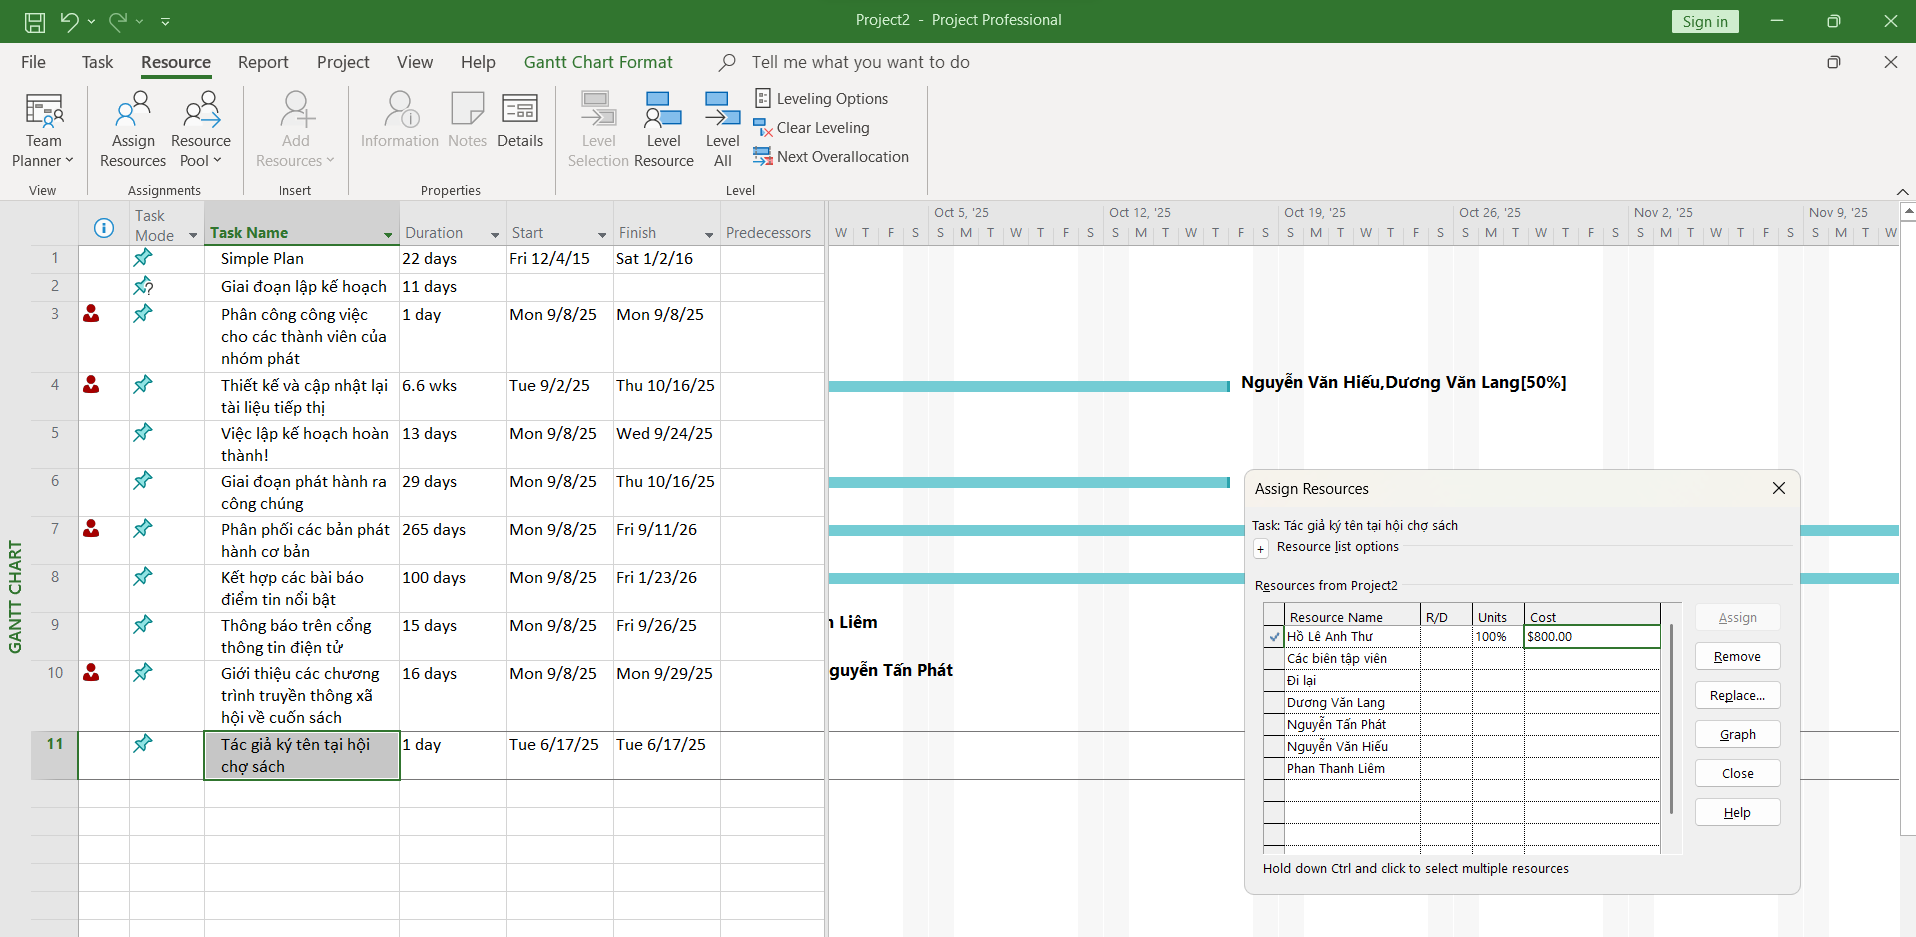 Project2 - Project Professional
Sign in
File Task Resource Report Project View Help Gantt Chart Format Tell me what you want to do
Team Planner
Assign Resources
Resource Pool
Add Resources
Information
Notes
Details
Level Selection
Level Resource
Level All
Leveling Options
Clear Leveling
Next Overallocation
View Assignments Insert Properties Level
GANTT CHART
Task Mode Task Name Duration Start Finish Predecessors
Oct 5, '25 Oct 12, '25 Oct 19, '25 Oct 26, '25 Nov 2, '25 Nov 9, '25
W T F S S M T W T F S S M T W T F S S M T W T F S S M T W T F S S M T W T F S S M T W
1 Simple Plan 22 days Fri 12/4/15 Sat 1/2/16
2 Giai đoạn lập kế hoạch 11 days
3 Phân công công việc 1 day Mon 9/8/25 Mon 9/8/25
cho các thành viên của
nhóm phát
4 Thiết kế và cập nhật lại 6.6 wks Tue 9/2/25 Thu 10/16/25
tài liệu tiếp thị
Nguyễn Văn Hiếu,Dương Văn Lang[50%]
5 Việc lập kế hoạch hoàn 13 days Mon 9/8/25 Wed 9/24/25
thành!
6 Giai đoạn phát hành ra 29 days Mon 9/8/25 Thu 10/16/25
công chúng
7 Phân phối các bản phát 265 days Mon 9/8/25 Fri 9/11/26
hành cơ bản
8 Kết hợp các bài báo 100 days Mon 9/8/25 Fri 1/23/26
điểm tin nổi bật
9 Thông báo trên cổng 15 days Mon 9/8/25 Fri 9/26/25
thông tin điện tử
Liêm
10 Giới thiệu các chương 16 days Mon 9/8/25 Mon 9/29/25
trình truyền thông xã
hội về cuốn sách
guyễn Tấn Phát
11 Tác giả ký tên tại hội 1 day Tue 6/17/25 Tue 6/17/25
chợ sách
Assign Resources
Task: Tác giả ký tên tại hội chợ sách
+ Resource list options
Resources from Project2
Resource Name R/D Units Cost
Hồ Lê Anh Thư 100% $800.00
Các biên tập viên
Đi lại
Dương Văn Lang
Nguyễn Tấn Phát
Nguyễn Văn Hiếu
Phan Thanh Liêm
Assign
Remove
Replace...
Graph
Close
Help
Hold down Ctrl and click to select multiple resources